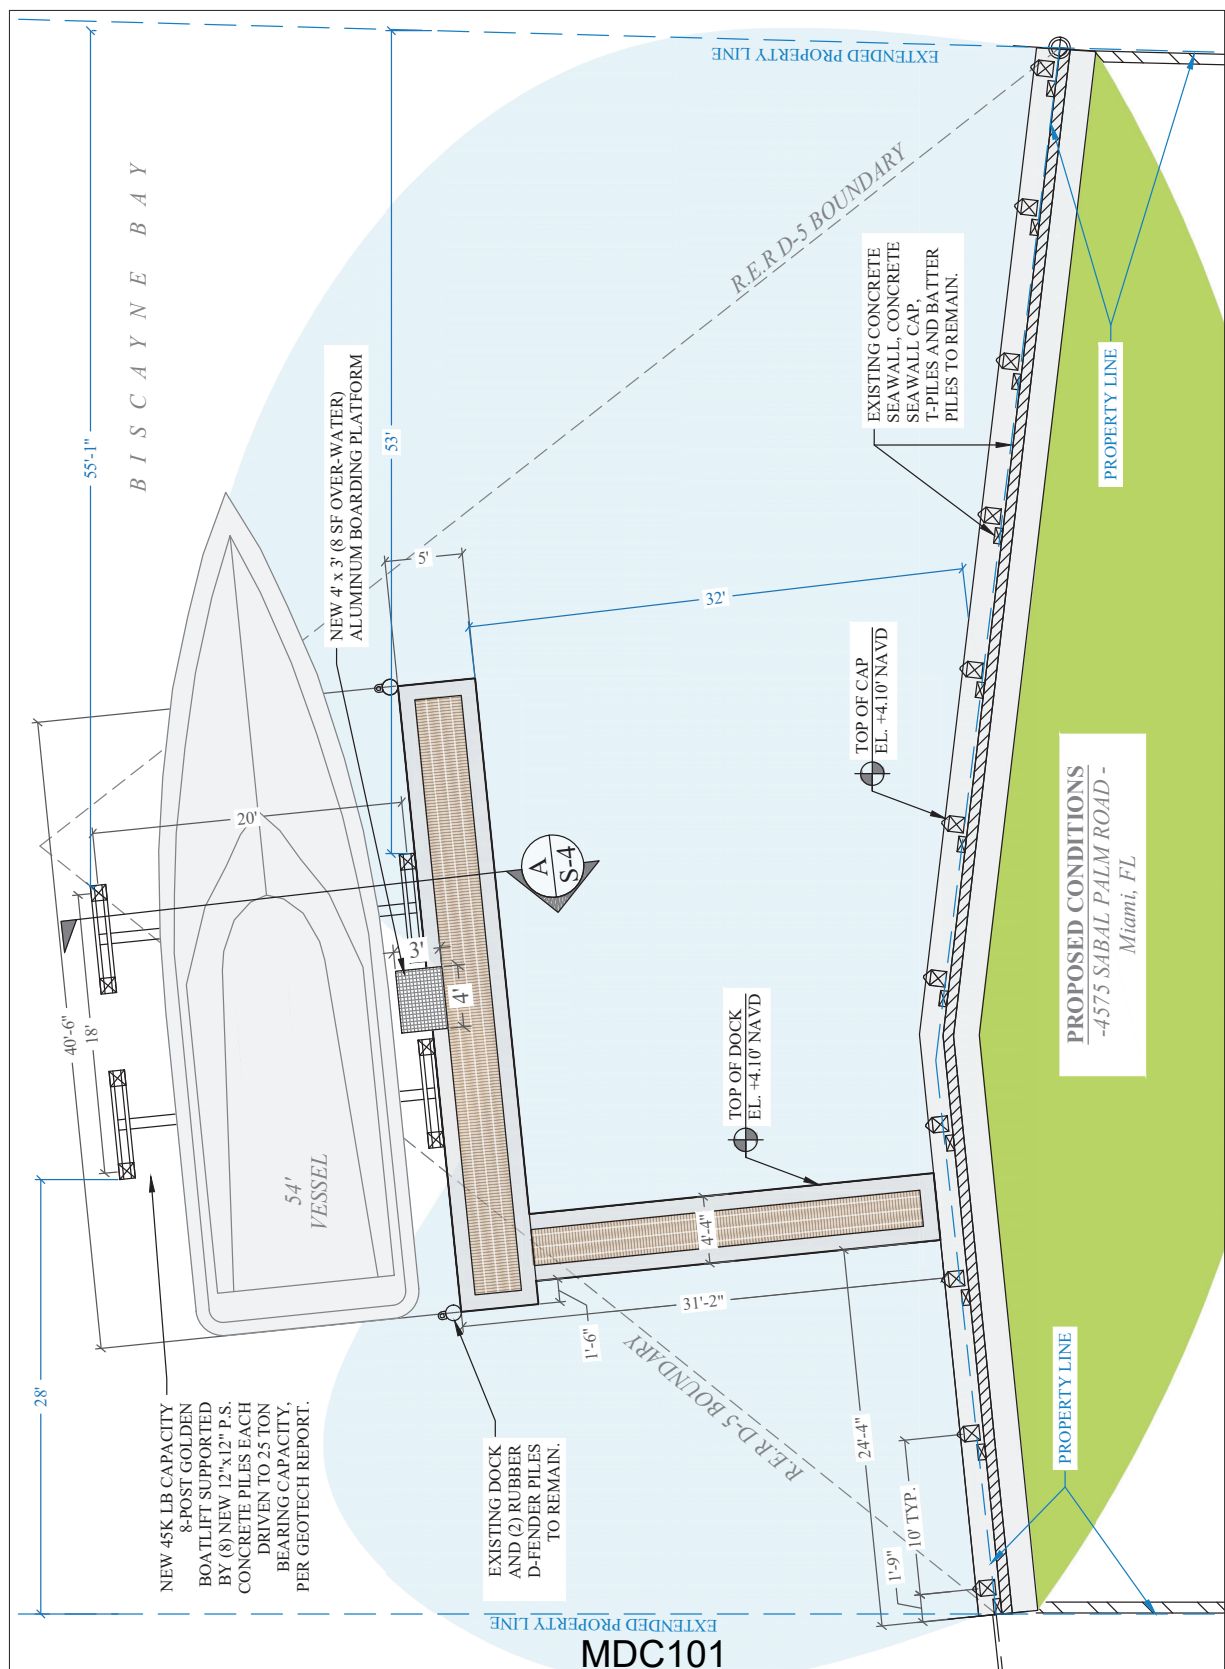 BISCAYNE BAY
EXTENDED PROPERTY LINE
55'-1"
53'
R.E.R D-5 BOUNDARY
NEW 4' x 3' (8 SF OVER-WATER)
ALUMINUM BOARDING PLATFORM
5'
32'
EXISTING CONCRETE
SEAWALL, CONCRETE
SEAWALL CAP,
T-PILES AND BATTER
PILES TO REMAIN.
PROPERTY LINE
TOP OF CAP
EL. +4.10' NAVD
20'
40'-6"
18'
3'
4'
A
S-4
TOP OF DOCK
EL. +4.10' NAVD
PROPOSED CONDITIONS
-4575 SABAL PALM ROAD -
Miami, FL
54'
VESSEL
28'
4'-4"
31'-2"
1'-6"
R.E.R D-5 BOUNDARY
24'-4"
10' TYP.
1'-9"
PROPERTY LINE
NEW 45K LB CAPACITY
8-POST GOLDEN
BOATLIFT SUPPORTED
BY (8) NEW 12"x12" P.S.
CONCRETE PILES EACH
DRIVEN TO 25 TON
BEARING CAPACITY,
PER GEOTECH REPORT.
EXISTING DOCK
AND (2) RUBBER
D-FENDER PILES
TO REMAIN.
EXTENDED PROPERTY LINE
MDC101